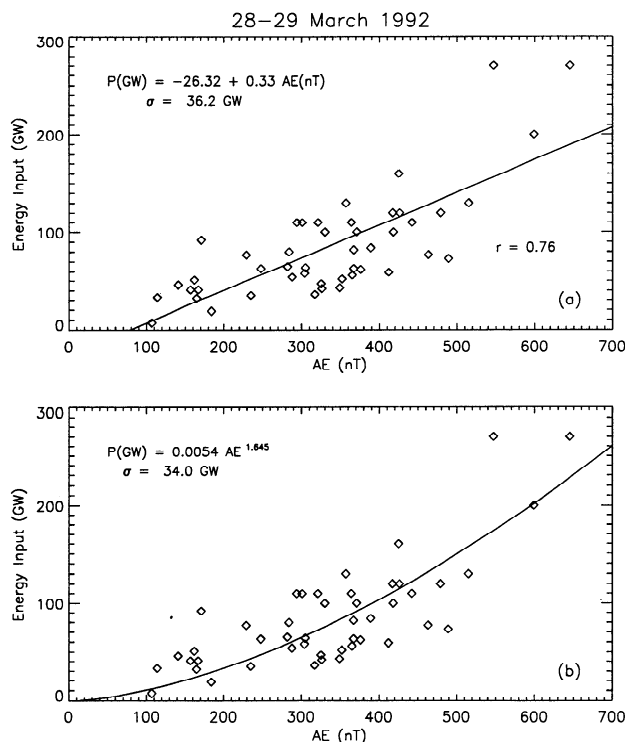 28-29 March 1992
300
200
100
0
Energy Input (GW)
P(GW) = -26.32 + 0.33 AE(nT)
σ = 36.2 GW
r = 0.76
(a)
0 100 200 300 400 500 600 700
AE (nT)
300
200
100
0
Energy Input (GW)
P(GW) = 0.0054 AE^1.645
σ = 34.0 GW
(b)
0 100 200 300 400 500 600 700
AE (nT)